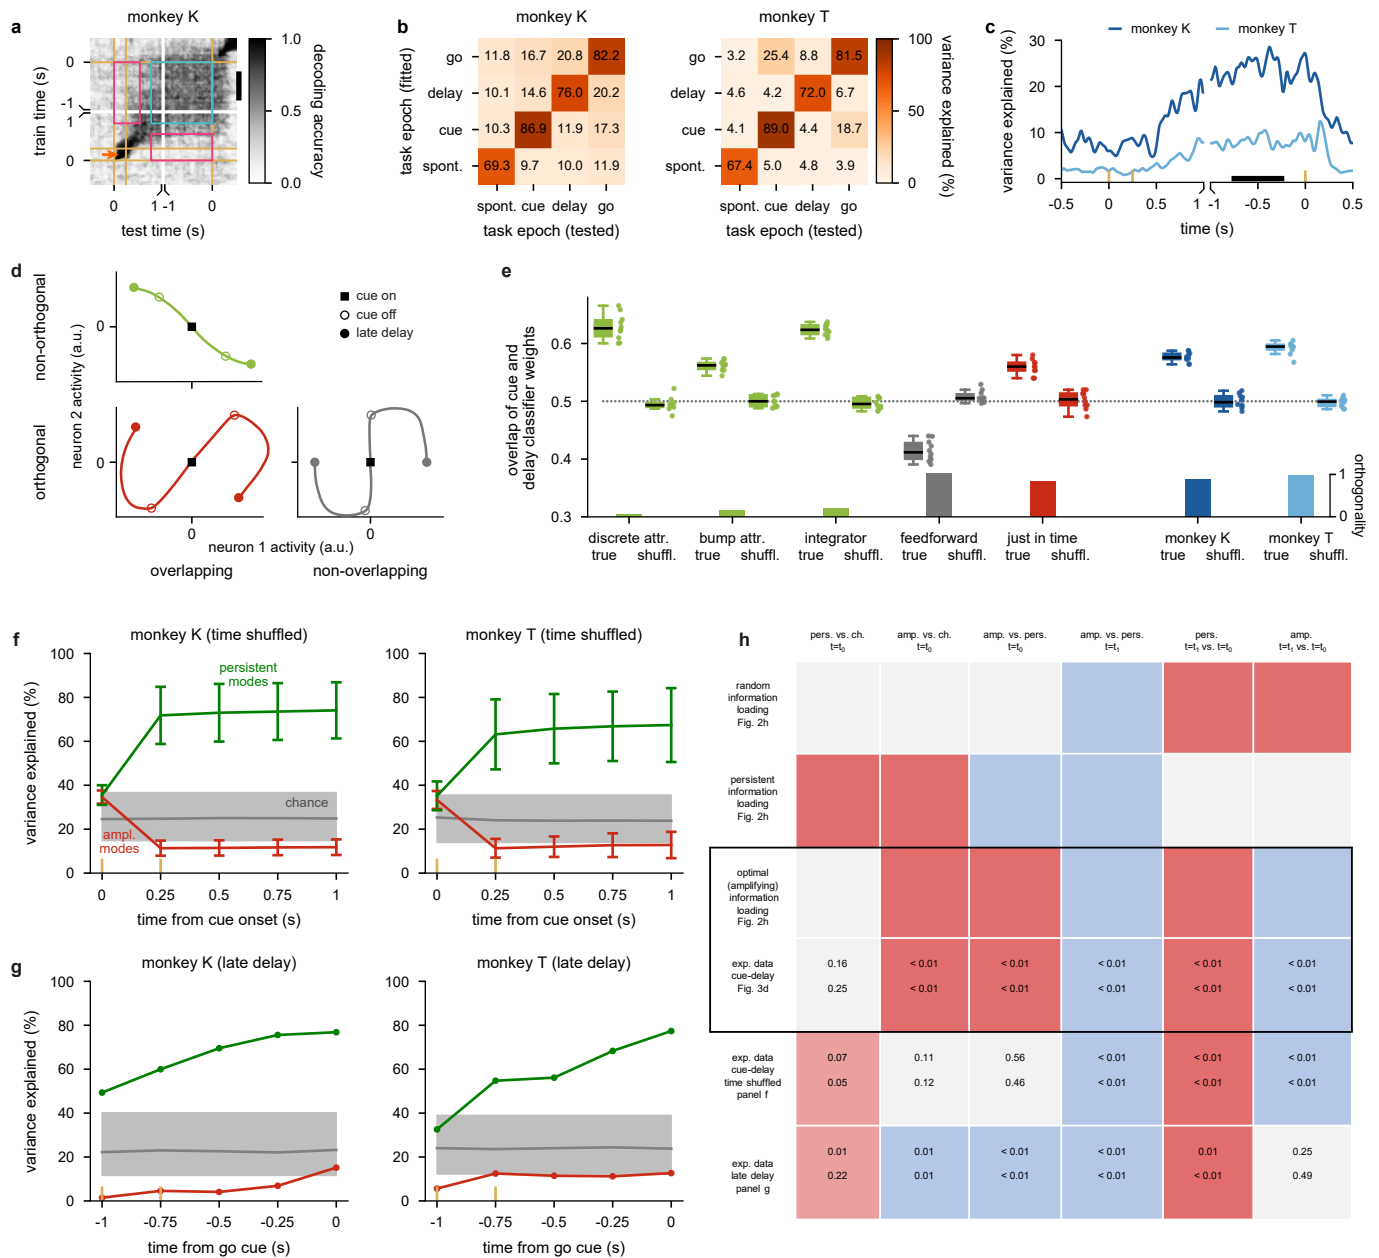 a
monkey K
train time (s)
0
-1
1
0
0
1 -1
0
test time (s)
1.0
0.5
0.0
decoding accuracy
b
monkey K
monkey T
task epoch (fitted)
go
delay
cue
spont.
11.8 16.7 20.8 82.2
10.1 14.6 76.0 20.2
10.3 86.9 11.9 17.3
69.3 9.7 10.0 11.9
spont. cue delay go
task epoch (tested)
3.2 25.4 8.8 81.5
4.6 4.2 72.0 6.7
4.1 89.0 4.4 18.7
67.4 5.0 4.8 3.9
spont. cue delay go
task epoch (tested)
100
50
0
variance explained (%)
c
monkey K
monkey T
variance explained (%)
30
20
10
0
-0.5 0 0.5 1 -1 -0.5 0 0.5
time (s)
d
non-orthogonal
orthogonal
neuron 2 activity (a.u.)
0
0
cue on
cue off
late delay
0
0
neuron 1 activity (a.u.)
overlapping
non-overlapping
e
overlap of cue and
delay classifier weights
0.6
0.5
0.4
0.3
1
0
orthogonality
discrete attr.
true shuffl.
bump attr.
true shuffl.
integrator
true shuffl.
feedforward
true shuffl.
just in time
true shuffl.
monkey K
true shuffl.
monkey T
true shuffl.
f
monkey K (time shuffled)
variance explained (%)
100
80
60
40
20
0
persistent
modes
chance
ampl.
modes
0 0.25 0.5 0.75 1
time from cue onset (s)
monkey T (time shuffled)
100
80
60
40
20
0
0 0.25 0.5 0.75 1
time from cue onset (s)
g
monkey K (late delay)
variance explained (%)
100
80
60
40
20
0
-1 -0.75 -0.5 -0.25 0
time from go cue (s)
monkey T (late delay)
100
80
60
40
20
0
-1 -0.75 -0.5 -0.25 0
time from go cue (s)
h
pers. vs. ch.
t=t0
amp. vs. ch.
t=t0
amp. vs. pers.
t=t0
amp. vs. pers.
t=t1
pers.
t=t1 vs. t=t0
amp.
t=t1 vs. t=t0
random
information
loading
Fig. 2h
persistent
information
loading
Fig. 2h
optimal
(amplifying)
information
loading
Fig. 2h
exp. data
cue-delay
Fig. 3d
0.16 < 0.01 < 0.01 < 0.01 < 0.01 < 0.01
0.25 < 0.01 < 0.01 < 0.01 < 0.01 < 0.01
exp. data
cue-delay
time shuffled
panel f
0.07 0.11 0.56 < 0.01 < 0.01 < 0.01
0.05 0.12 0.46 < 0.01 < 0.01 < 0.01
exp. data
late delay
panel g
0.01 0.01 < 0.01 < 0.01 0.01 0.25
0.22 0.01 < 0.01 < 0.01 < 0.01 0.49